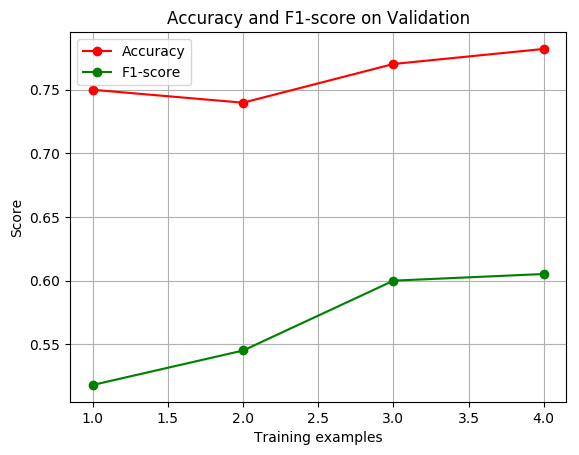 Accuracy and F1-score on Validation
Accuracy
F1-score
0.75
0.70
0.65
0.60
0.55
Score
1.0 1.5 2.0 2.5 3.0 3.5 4.0
Training examples